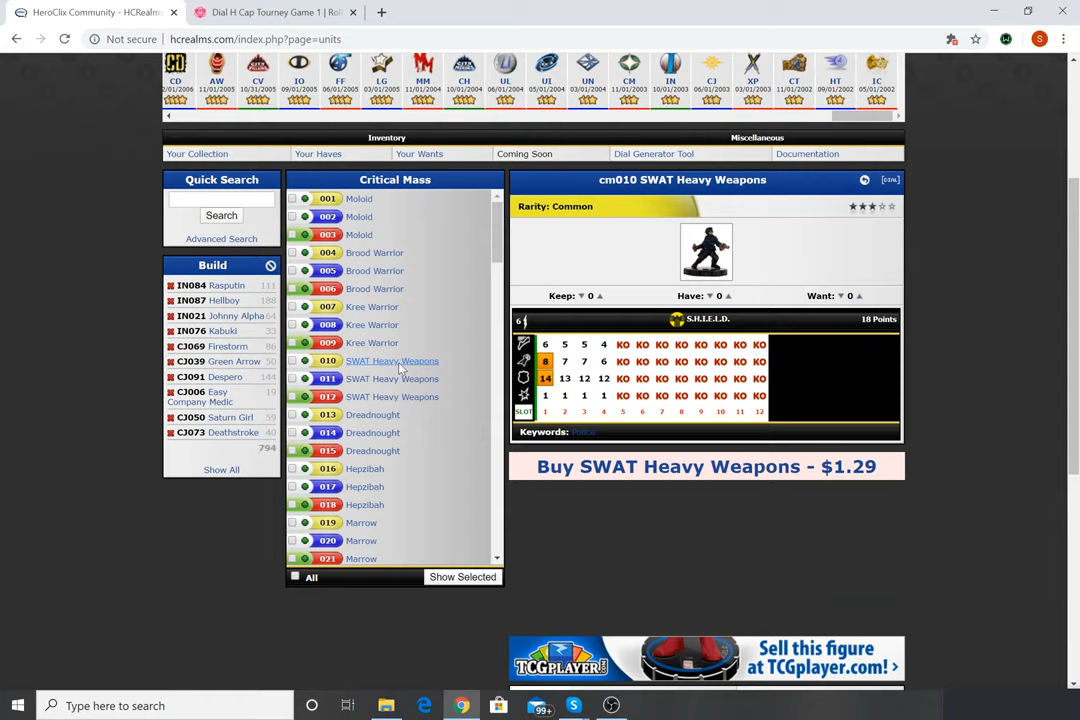 HeroClix Community - HCRealms
Dial H Cap Tourney Game 1 | Roll
Not secure | hcrealms.com/index.php?page=units
CD AW CV IO FF LG MM CH UL UI UN CM IN CJ XP CT HT IC
2/01/2006 11/01/2005 10/31/2005 09/01/2005 06/01/2005 03/01/2005 11/01/2004 10/01/2004 06/01/2004 05/01/2004 03/01/2004 11/01/2003 10/01/2003 06/01/2003 03/01/2003 11/01/2002 09/01/2002 05/01/2002
Inventory Miscellaneous
Your Collection Your Haves Your Wants Coming Soon Dial Generator Tool Documentation
Quick Search
Search
Advanced Search
Build
IN084 Rasputin 111
IN087 Hellboy 188
IN021 Johnny Alpha 64
IN076 Kabuki 31
CJ069 Firestorm 86
CJ039 Green Arrow 50
CJ091 Despero 144
CJ006 Easy 19
Company Medic
CJ050 Saturn Girl 59
CJ073 Deathstroke 40
794
Show All
Critical Mass
001 Moloid
002 Moloid
003 Moloid
004 Brood Warrior
005 Brood Warrior
006 Brood Warrior
007 Kree Warrior
008 Kree Warrior
009 Kree Warrior
010 SWAT Heavy Weapons
011 SWAT Heavy Weapons
012 SWAT Heavy Weapons
013 Dreadnought
014 Dreadnought
015 Dreadnought
016 Hepzibah
017 Hepzibah
018 Hepzibah
019 Marrow
020 Marrow
021 Marrow
All Show Selected
cm010 SWAT Heavy Weapons [DIAL]
Rarity: Common
Keep: 0 Have: 0 Want: 0
6 S.H.I.E.L.D. 18 Points
6 5 5 4 KO KO KO KO KO KO KO KO
8 7 7 6 KO KO KO KO KO KO KO KO
14 13 12 12 KO KO KO KO KO KO KO KO
1 1 1 1 KO KO KO KO KO KO KO KO
SLOT 1 2 3 4 5 6 7 8 9 10 11 12
Keywords: Police
Buy SWAT Heavy Weapons - $1.29
TCGPLAYER
Sell this figure
at TCGplayer.com!
Type here to search
99+